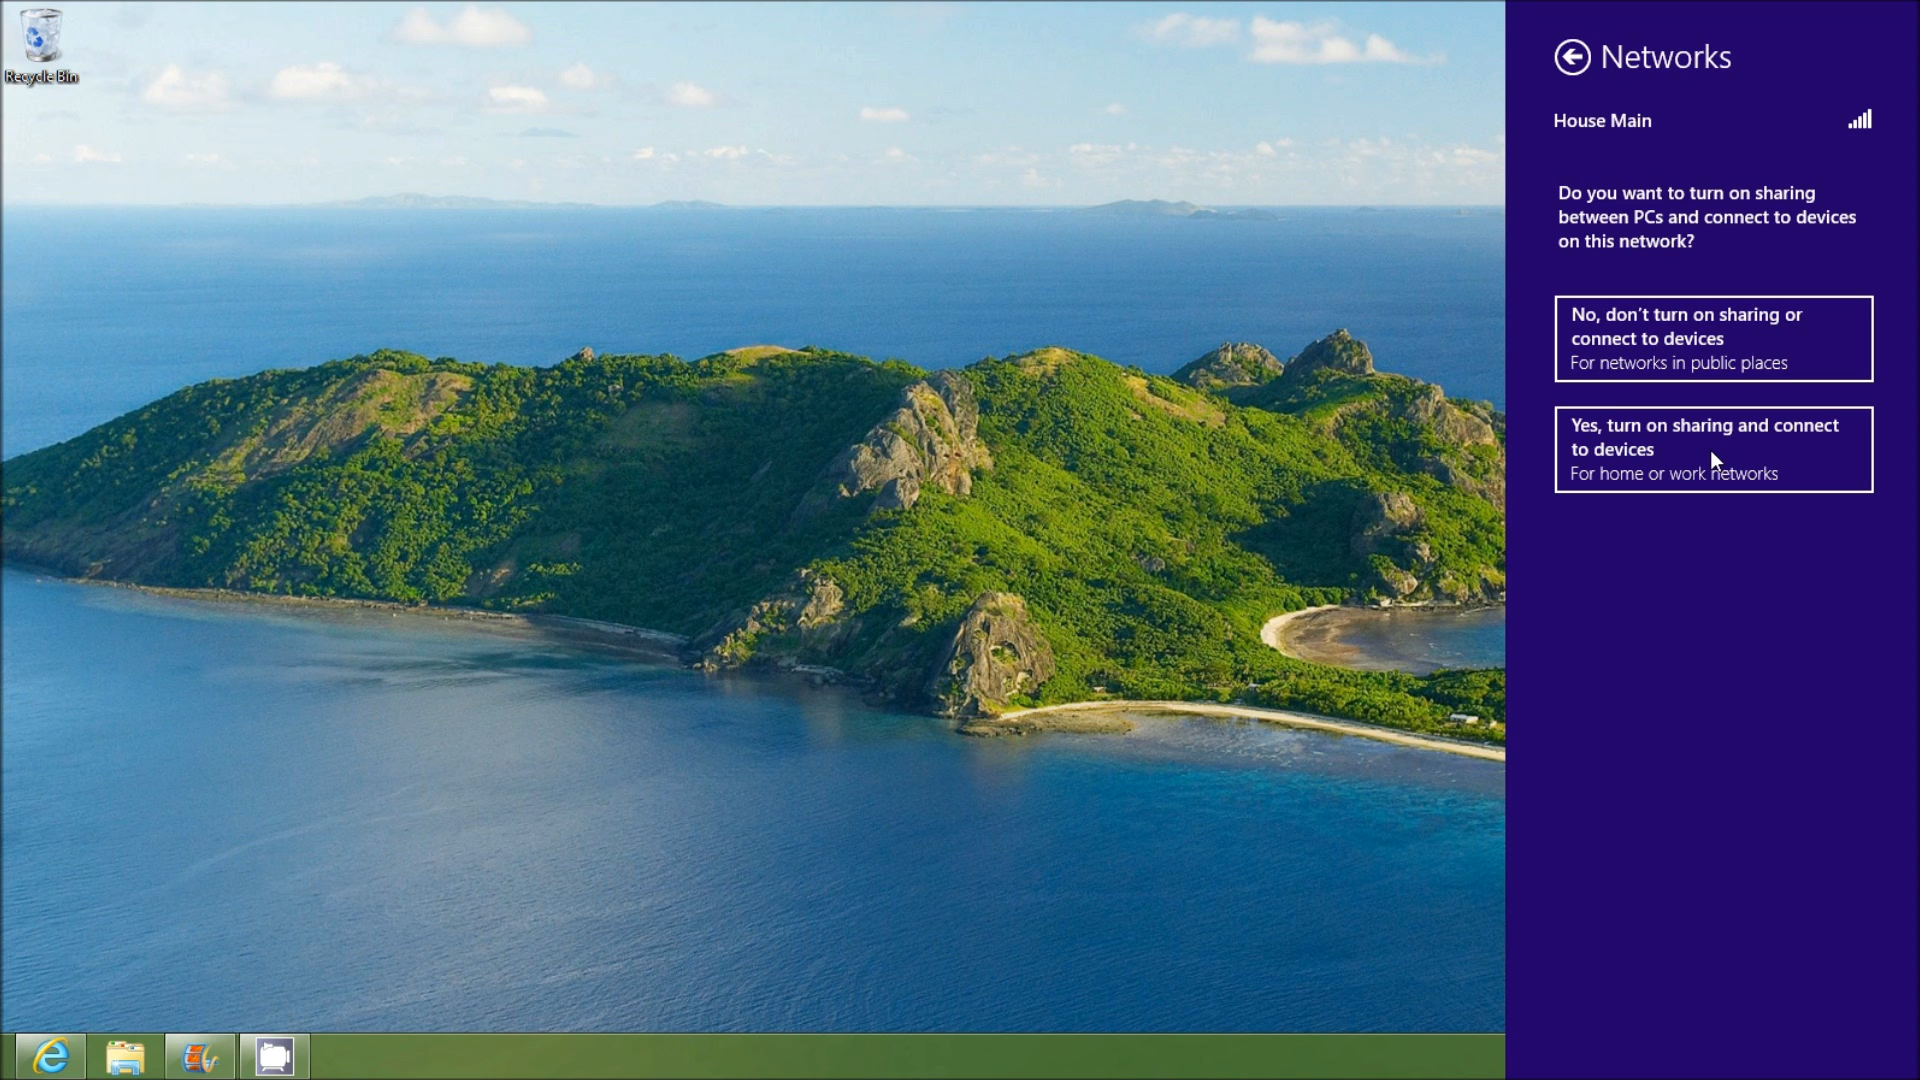 Recycle Bin
Networks
House Main
Do you want to turn on sharing
between PCs and connect to devices
on this network?
No, don't turn on sharing or
connect to devices
For networks in public places
Yes, turn on sharing and connect
to devices
For home or work networks